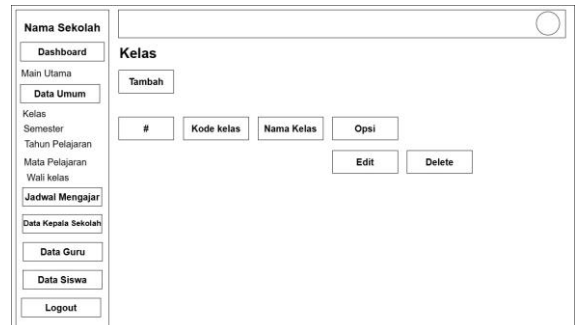 Nama Sekolah
Dashboard
Main Utama
Data Umum
Kelas
Semester
Tahun Pelajaran
Mata Pelajaran
Wali kelas
Jadwal Mengajar
Data Kepala Sekolah
Data Guru
Data Siswa
Logout
Kelas
Tambah
# Kode kelas Nama Kelas Opsi
Edit Delete